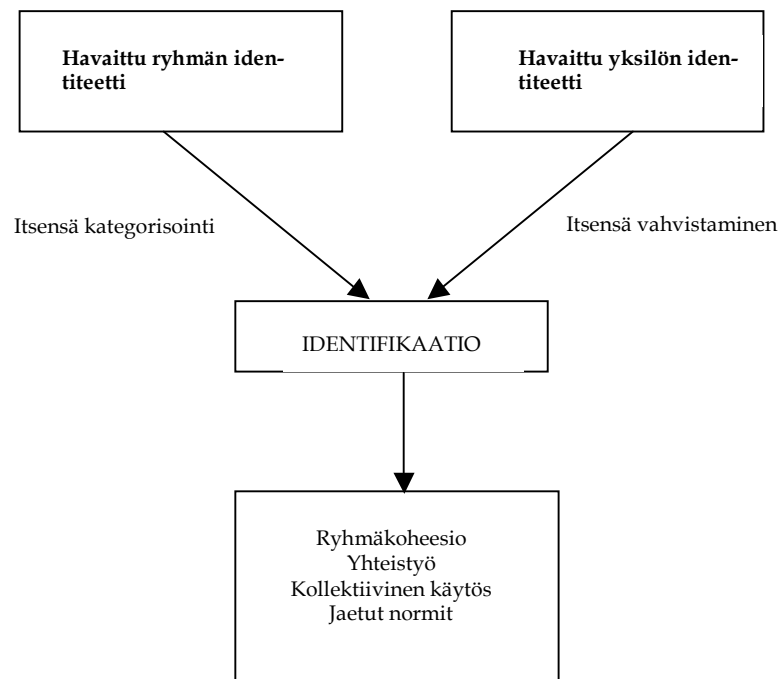 Havaittu ryhmän iden-
titeetti
Havaittu yksilön iden-
titeetti
Itsensä kategorisointi
Itsensä vahvistaminen
IDENTIFIKAATIO
Ryhmäkoheesio
Yhteistyö
Kollektiivinen käytös
Jaetut normit